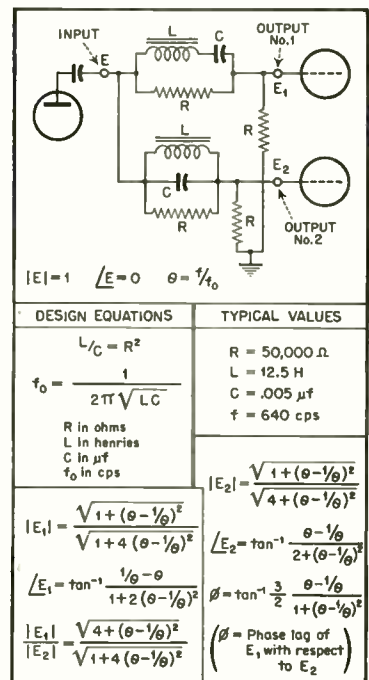 INPUT
E
L
C
R
OUTPUT
No.1
E₁
L
C
R
R
R
E₂
OUTPUT
No.2
|E|=1 ∠E=0 θ=f/f₀
DESIGN EQUATIONS
L/C = R²
f₀ = 1 / 2π√LC
R in ohms
L in henries
C in µf
f₀ in cps
TYPICAL VALUES
R = 50,000 Ω
L = 12.5 H
C = .005 µf
f = 640 cps
|E₁| = √1+(θ-1/θ)² / √1+4(θ-1/θ)²
∠E₁ = tan⁻¹ 1/θ-θ / 1+2(θ-1/θ)²
|E₁| / |E₂| = √4+(θ-1/θ)² / √1+4(θ-1/θ)²
|E₂| = √1+(θ-1/θ)² / √4+(θ-1/θ)²
∠E₂ = tan⁻¹ θ-1/θ / 2+(θ-1/θ)²
Ø = tan⁻¹ 3/2 θ-1/θ / 1+(θ-1/θ)²
(Ø = Phase lag of
E₁ with respect
to E₂)